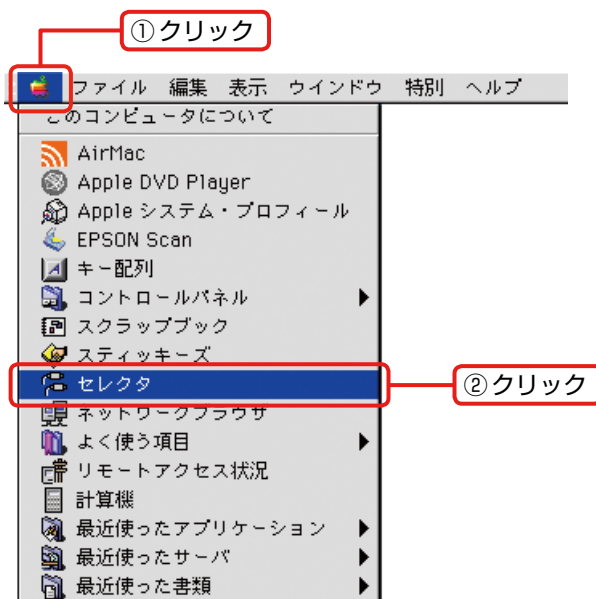 ①クリック
ファイル 編集 表示 ウインドウ 特別 ヘルプ
このコンピュータについて
AirMac
Apple DVD Player
Apple システム・プロフィール
EPSON Scan
キー配列
コントロールパネル
スクラップブック
スティッキーズ
セレクタ
②クリック
ネットワークブラウサ
よく使う項目
リモートアクセス状況
計算機
最近使ったアプリケーション
最近使ったサーバ
最近使った書類